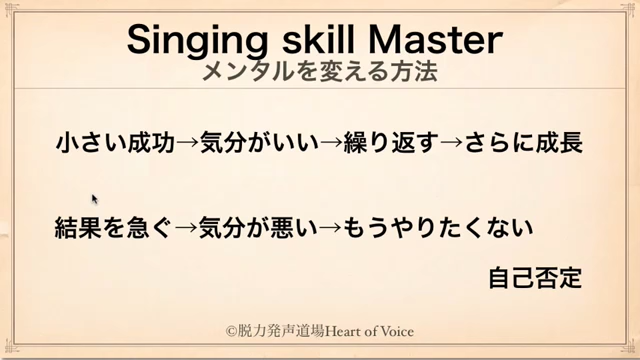 Singing skill Master
メンタルを変える方法
小さい成功→気分がいい→繰り返す→さらに成長
結果を急ぐ→気分が悪い→もうやりたくない
自己否定
©脱力発声道場Heart of Voice